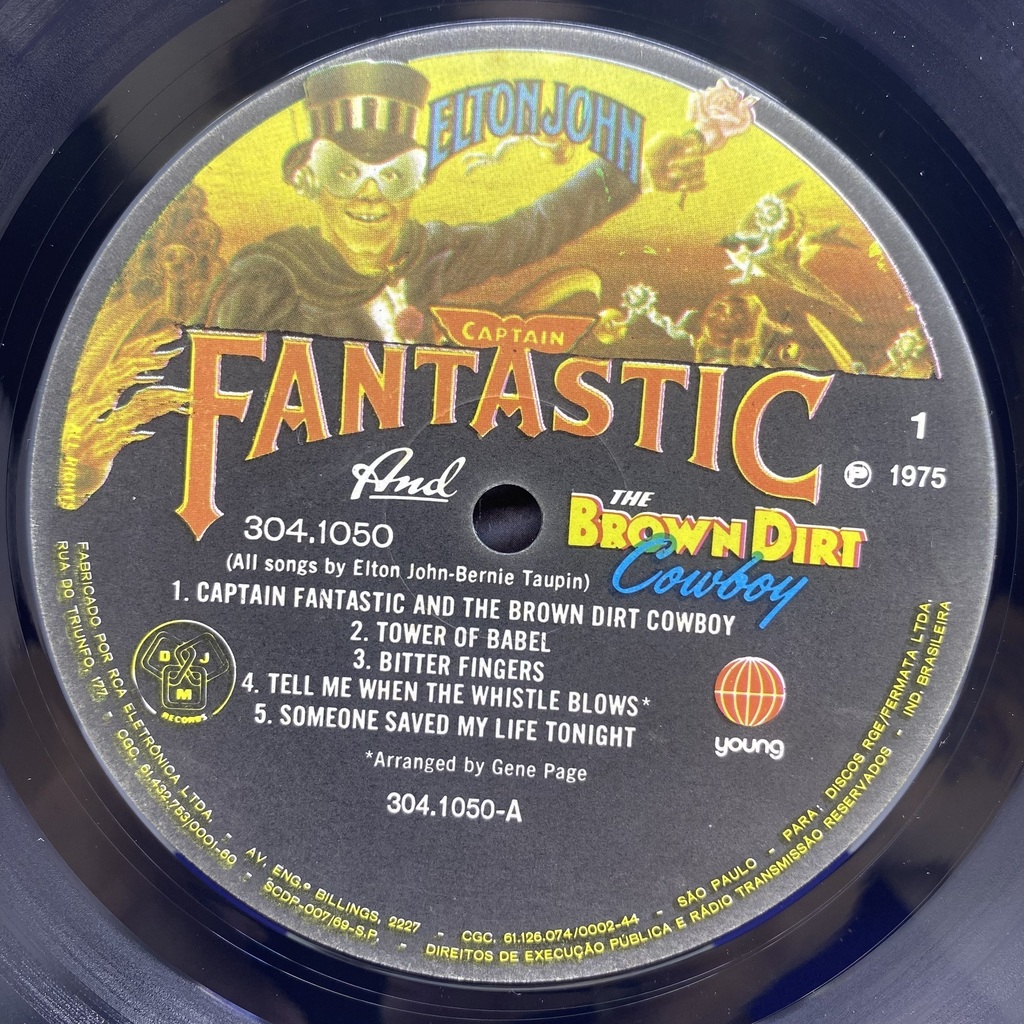 ELTON JOHN
CAPTAIN
FANTASTIC
And
THE
BROWN DIRT
Cowboy
1
Ⓟ 1975
304.1050
(All songs by Elton John-Bernie Taupin)
1. CAPTAIN FANTASTIC AND THE BROWN DIRT COWBOY
2. TOWER OF BABEL
3. BITTER FINGERS
4. TELL ME WHEN THE WHISTLE BLOWS*
5. SOMEONE SAVED MY LIFE TONIGHT
*Arranged by Gene Page
304.1050-A
D J M
RECORDS
young
FABRICADO POR RCA ELETRÔNICA LTDA. - AV. ENG.º BILLINGS, 2227 - CGC. 61.126.074/0002-44 - SÃO PAULO - PARA: DISCOS RGE/FERMATA LTDA.
RUA DO TRIUNFO, 177 - CGC. 61.432.753/0001-60 - SCDP-007/69-S.P. - DIREITOS DE EXECUÇÃO PÚBLICA E RÁDIO TRANSMISSÃO RESERVADOS - IND. BRASILEIRA